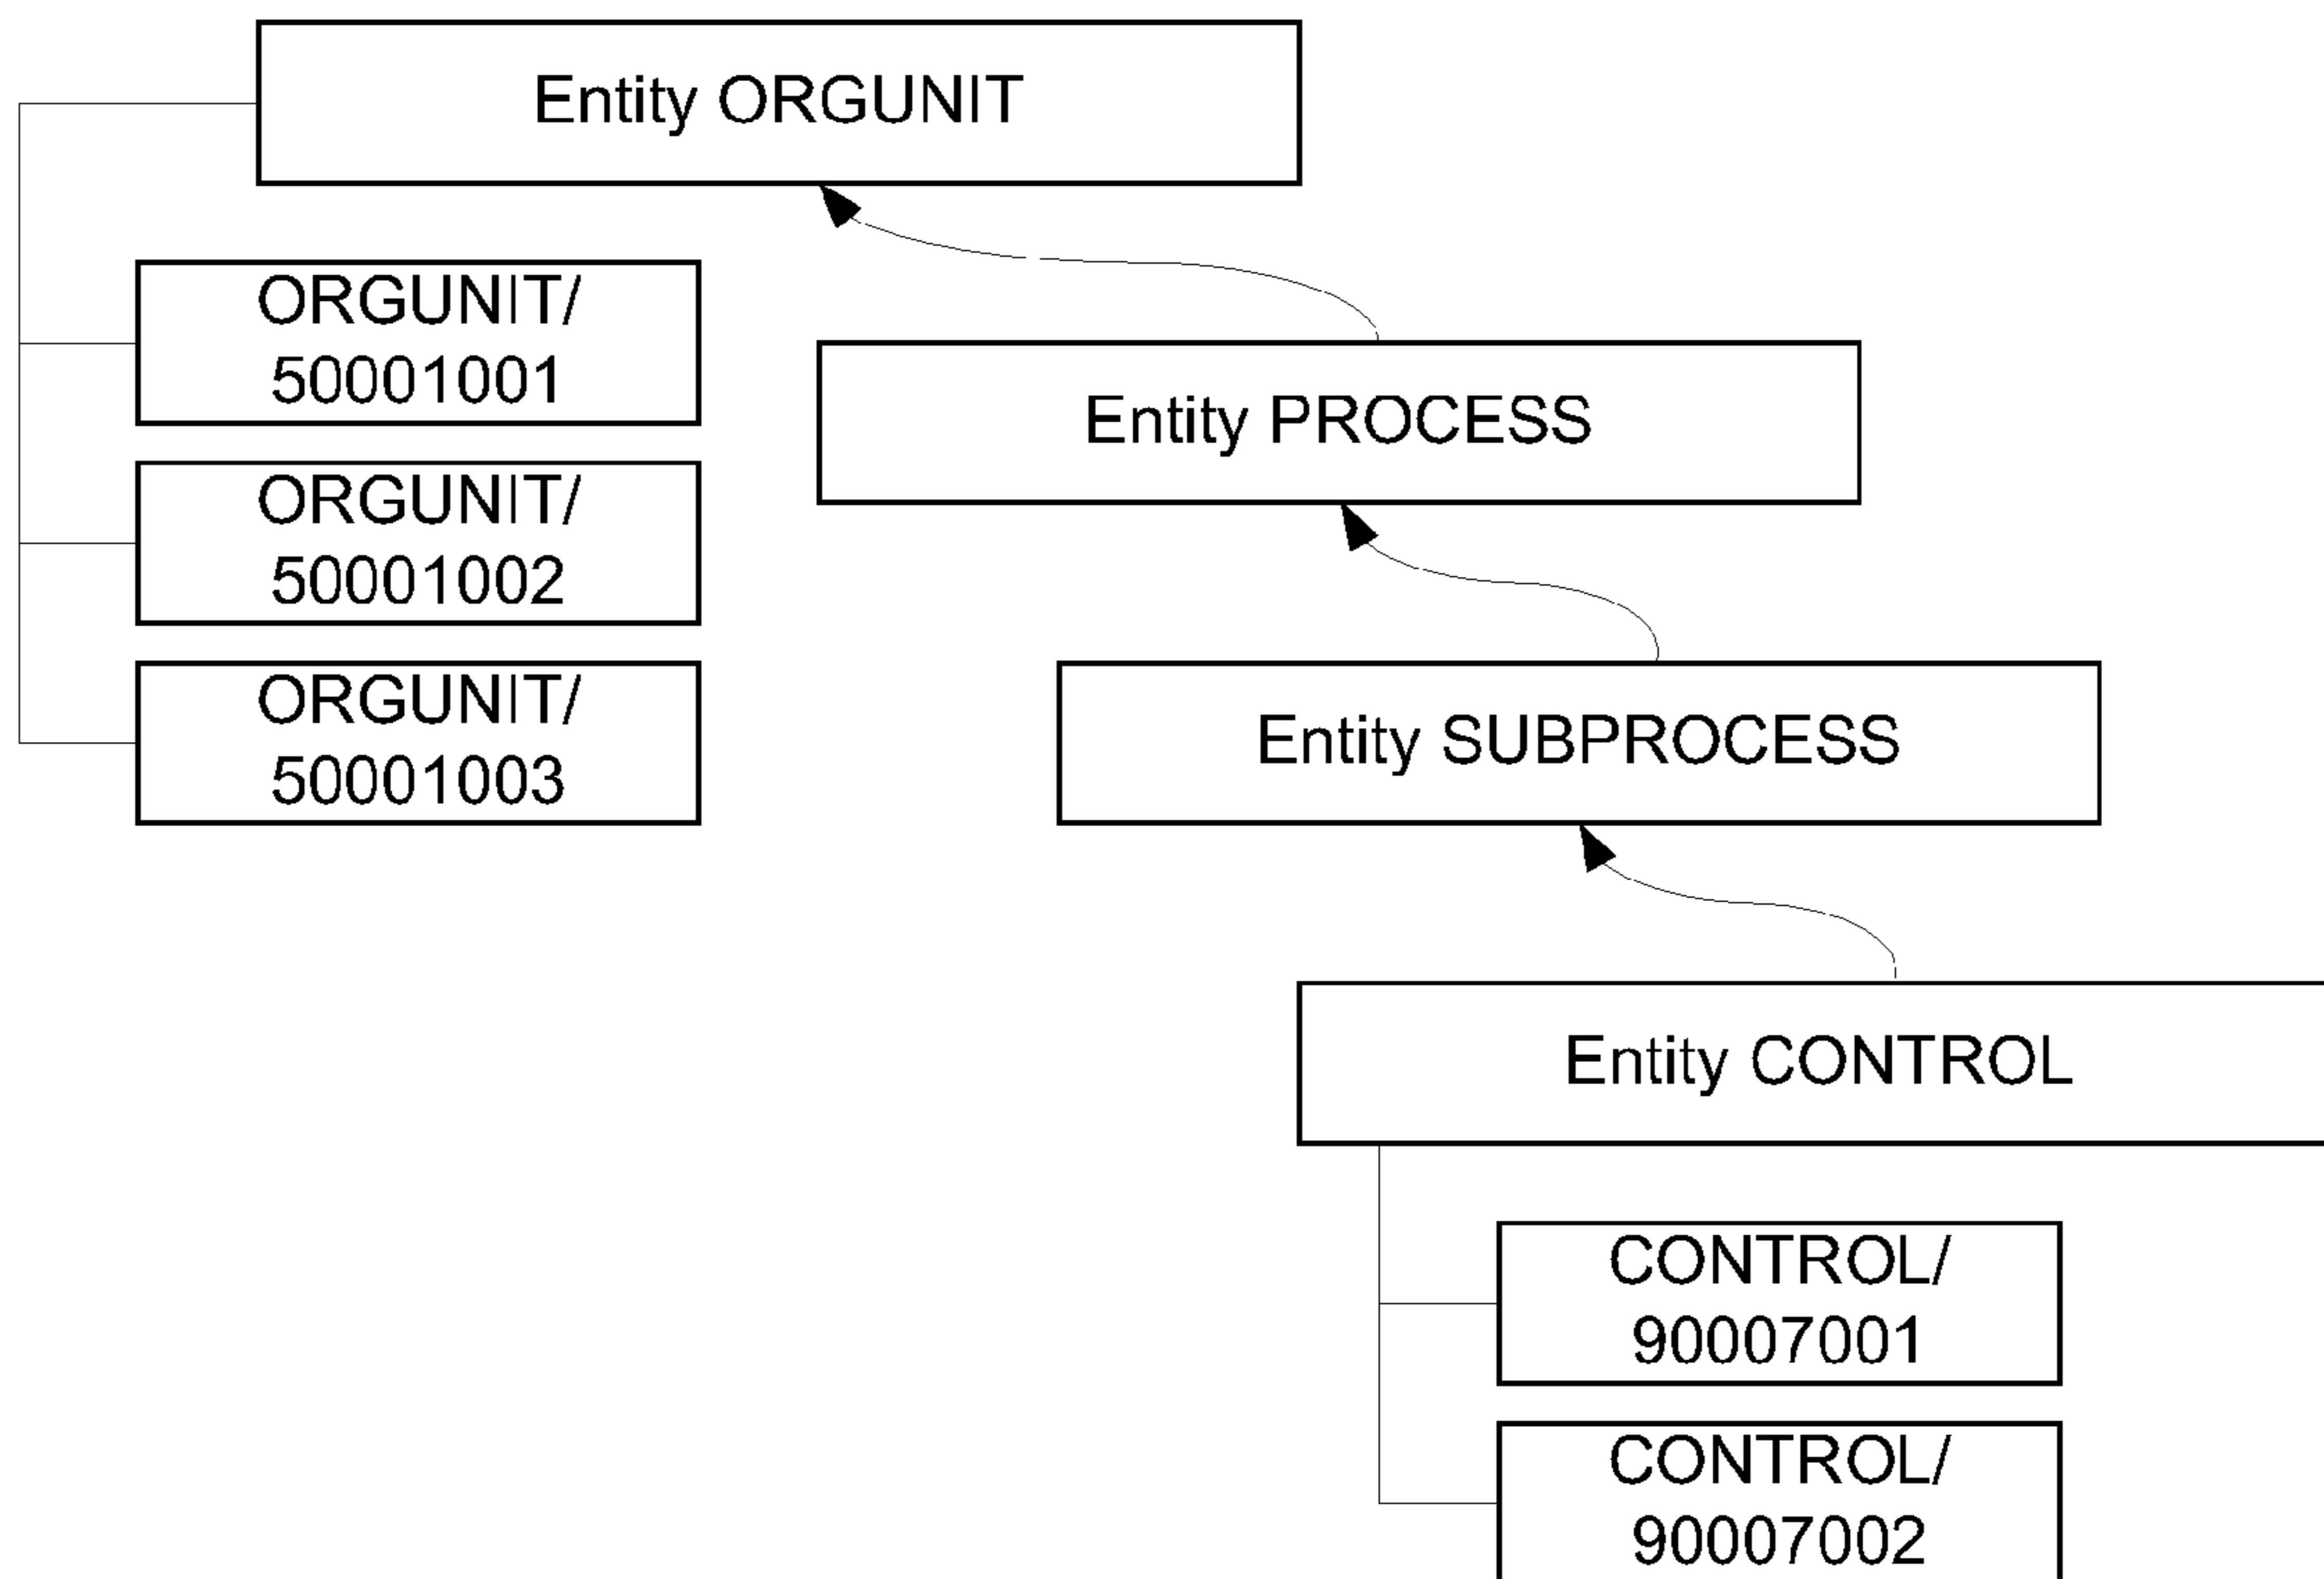 Entity ORGUNIT
ORGUNIT/
50001001
ORGUNIT/
50001002
ORGUNIT/
50001003
Entity PROCESS
Entity SUBPROCESS
Entity CONTROL
CONTROL/
90007001
CONTROL/
90007002